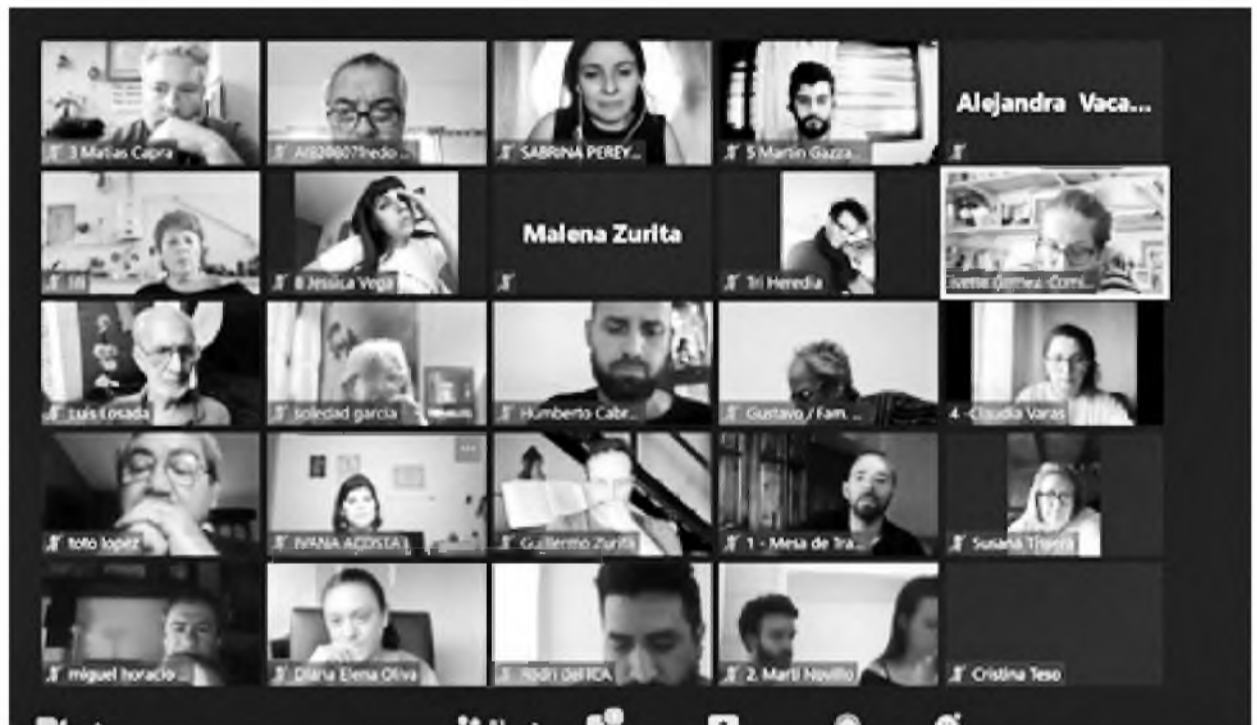 3 Matias Capra
SABRINA PEREY...
5 Martin Gazza...
Alejandra Vaca...
8 Jessica Vega
Malena Zurita
Tri Heredia
Luis Losada
soledad garcia
Humberto Cabr...
Gustavo / Fam. ...
4 -Claudia Varas
toto lopez
IVANA ACOSTA
Guillermo Zurita
1 - Mesa de Tra...
Susana
miguel horacio ...
Diana Elena Oliva
Rodri del ICA
2. Marti Novillo
Cristina Teso